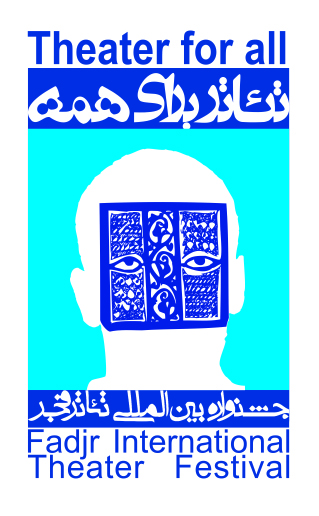 Theater for all
تئاتر برای همه
جشنواره بین المللی تئاتر فجر
Fadjr International
Theater Festival